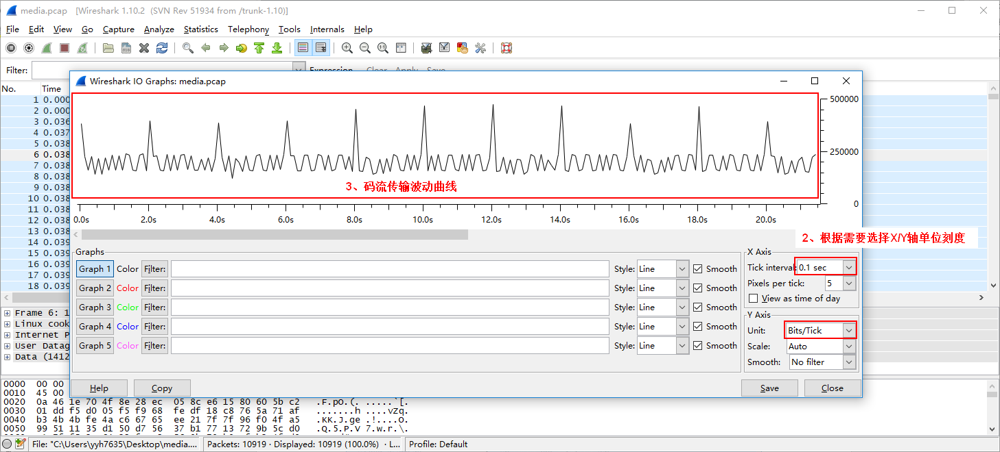 media.pcap [Wireshark 1.10.2 (SVN Rev 51934 from /trunk-1.10)]
File Edit View Go Capture Analyze Statistics Telephony Tools Internals Help
Filter: Expression... Clear Apply Save
Wireshark IO Graphs: media.pcap
No. Time
1 0.000
2 0.000
3 0.036
4 0.037
5 0.038
6 0.038
7 0.038
8 0.038
9 0.038
10 0.038
11 0.038
12 0.038
13 0.038
14 0.039
15 0.039
16 0.039
17 0.039
18 0.039
500000
250000
0
3、码流传输波动曲线
0.0s 2.0s 4.0s 6.0s 8.0s 10.0s 12.0s 14.0s 16.0s 18.0s 20.0s
2、根据需要选择X/Y轴单位刻度
Graphs
Graph 1 Color Filter: Style: Line Smooth
Graph 2 Color Filter: Style: Line Smooth
Graph 3 Color Filter: Style: Line Smooth
Graph 4 Color Filter: Style: Line Smooth
Graph 5 Color Filter: Style: Line Smooth
X Axis
Tick interval: 0.1 sec
Pixels per tick: 5
View as time of day
Y Axis
Unit: Bits/Tick
Scale: Auto
Smooth: No filter
Help Copy Save Close
Frame 6: 1
Linux cook
Internet P
User Datag
Data (1412
0000 00 00
0010 45 00
0020 0a 46 1e 70 4f 8e 28 ec 05 8c e6 15 80 60 5b c2 .F.pO.(. .....`[.
0030 01 dd f5 d0 05 f5 f9 68 fe df 18 c8 76 5a 71 af .......h ....vZq.
0040 b3 4b 4b fe 4a c6 67 65 ee 21 7f 7f 96 f0 4f a5 .KK.J.ge .!....O.
0050 99 51 11 35 d1 50 d7 56 37 b1 77 13 72 9b 5c d0 .Q.5.P.V 7.w.r.\.
File: "C:\Users\yyh7635\Desktop\media.... Packets: 10919 · Displayed: 10919 (100.0%) · L... Profile: Default